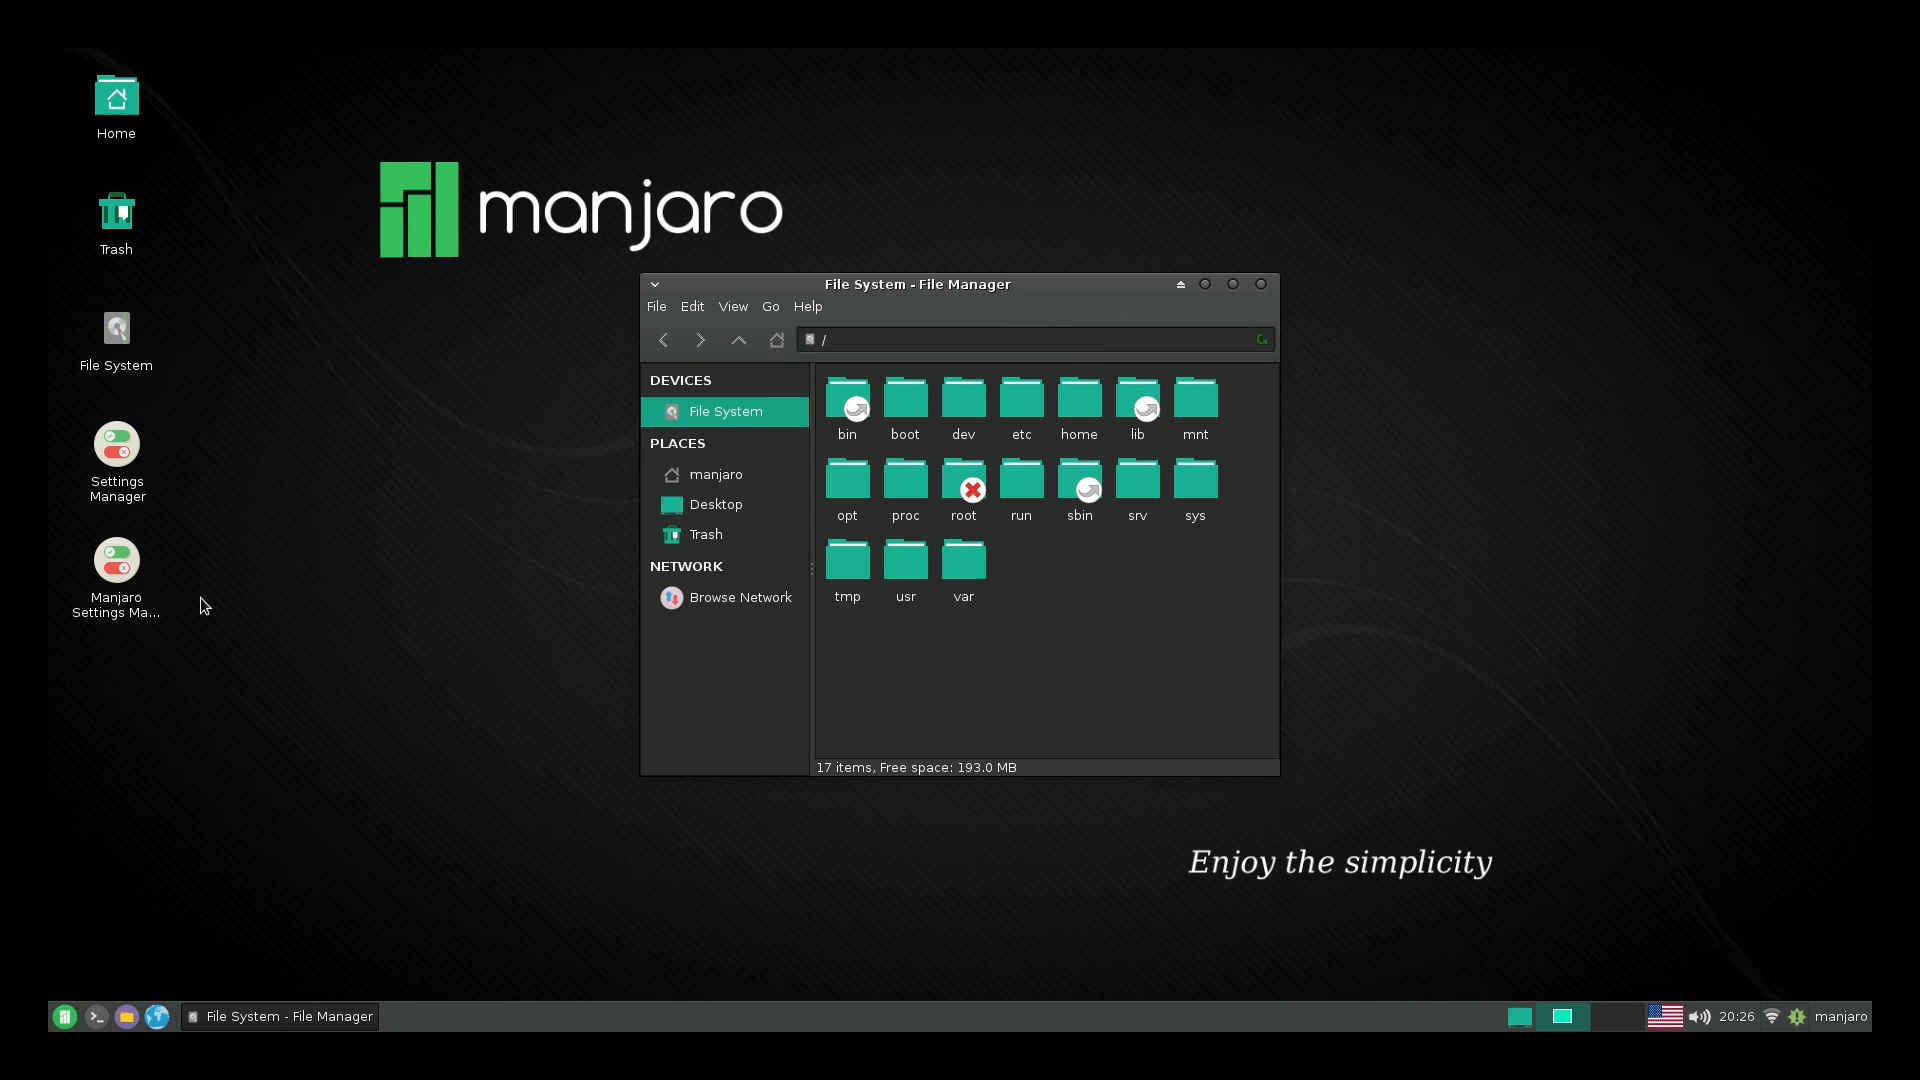 Home
Trash
File System
Settings
Manager
Manjaro
Settings Ma...
manjaro
File System - File Manager
File Edit View Go Help
/
DEVICES
File System
PLACES
manjaro
Desktop
Trash
NETWORK
Browse Network
bin boot dev etc home lib mnt
opt proc root run sbin srv sys
tmp usr var
17 items, Free space: 193.0 MB
Enjoy the simplicity
File System - File Manager
20:26
manjaro